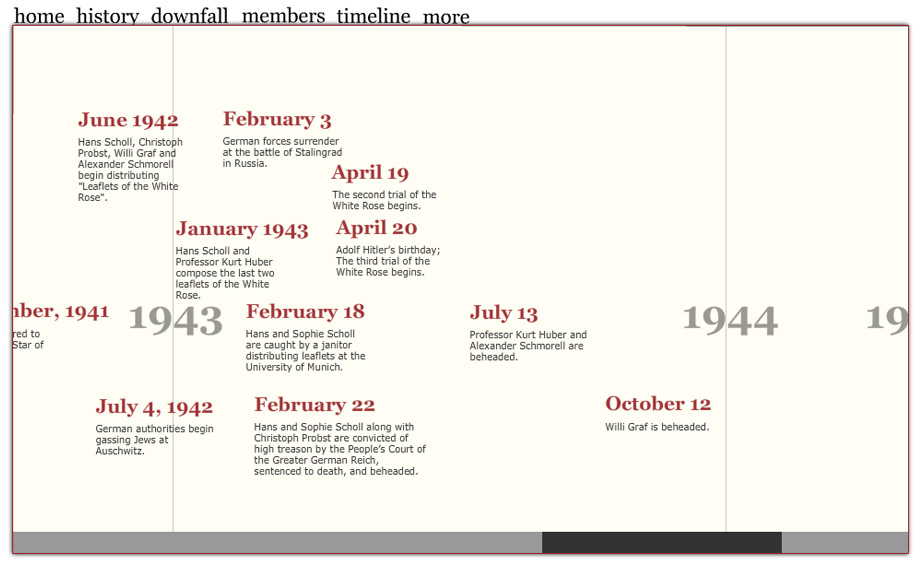 home history downfall members timeline more
June 1942
Hans Scholl, Christoph
Probst, Willi Graf and
Alexander Schmorell
begin distributing
"Leaflets of the White
Rose".
February 3
German forces surrender
at the battle of Stalingrad
in Russia.
April 19
The second trial of the
White Rose begins.
January 1943
Hans Scholl and
Professor Kurt Huber
compose the last two
leaflets of the White
Rose.
April 20
Adolf Hitler's birthday;
The third trial of the
White Rose begins.
nber, 1941
red to
Star of
1943
February 18
Hans and Sophie Scholl
are caught by a janitor
distributing leaflets at the
University of Munich.
July 13
Professor Kurt Huber and
Alexander Schmorell are
beheaded.
1944
19
July 4, 1942
German authorities begin
gassing Jews at
Auschwitz.
February 22
Hans and Sophie Scholl along with
Christoph Probst are convicted of
high treason by the People's Court of
the Greater German Reich,
sentenced to death, and beheaded.
October 12
Willi Graf is beheaded.